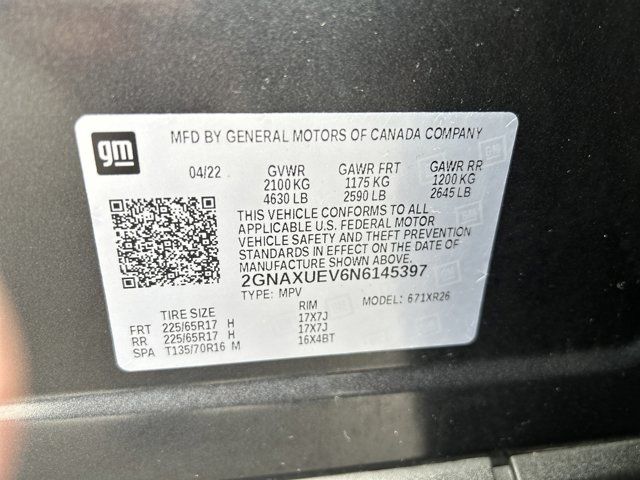 gm
MFD BY GENERAL MOTORS OF CANADA COMPANY
04/22 GVWR GAWR FRT GAWR RR
2100 KG 1175 KG 1200 KG
4630 LB 2590 LB 2645 LB
THIS VEHICLE CONFORMS TO ALL
APPLICABLE U.S. FEDERAL MOTOR
VEHICLE SAFETY AND THEFT PREVENTION
STANDARDS IN EFFECT ON THE DATE OF
MANUFACTURE SHOWN ABOVE.
2GNAXUEV6N6145397
TYPE: MPV MODEL: 671XR26
TIRE SIZE RIM
FRT 225/65R17 H 17X7J
RR 225/65R17 H 17X7J
SPA T135/70R16 M 16X4BT